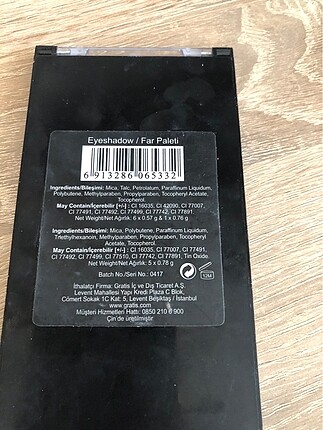 Eyeshadow / Far Paleti
6 913286 065332
Ingredients/Bileşimi: Mica, Talc, Petrolatum, Paraffinum Liquidum,
Polybutene, Methylparaben, Propylparaben, Tocopheryl Acetate,
Tocopherol.
May Contain/İçerebilir [+/-] : CI 16035, CI 42090, CI 77007,
CI 77491, CI 77492, CI 77499, CI 77742, CI 77891.
Net Weight/Net Ağırlık: 6 x 0.57 g & 1 x 0.76 g
Ingredients/Bileşimi: Mica, Polybutene, Paraffinum Liquidum,
Triethylhexanoin, Methylparaben, Propylparaben, Tocopheryl
Acetate, Tocopherol.
May Contain/İçerebilir [+/-] : CI 16035, CI 77007, CI 77491,
CI 77492, CI 77499, CI 77510, CI 77742, CI 77891, Tin Oxide.
Net Weight/Net Ağırlık: 5 x 0.78 g
Batch No./Seri No.: 0417
12M
İthalatçı Firma: Gratis İç ve Dış Ticaret A.Ş.
Levent Mahallesi Yapı Kredi Plaza C Blok,
Cömert Sokak 1C Kat: 5, Levent Beşiktaş / İstanbul
www.gratis.com
Müşteri Hizmetleri Hattı: 0850 210 6 900
Çin'de üretilmiştir